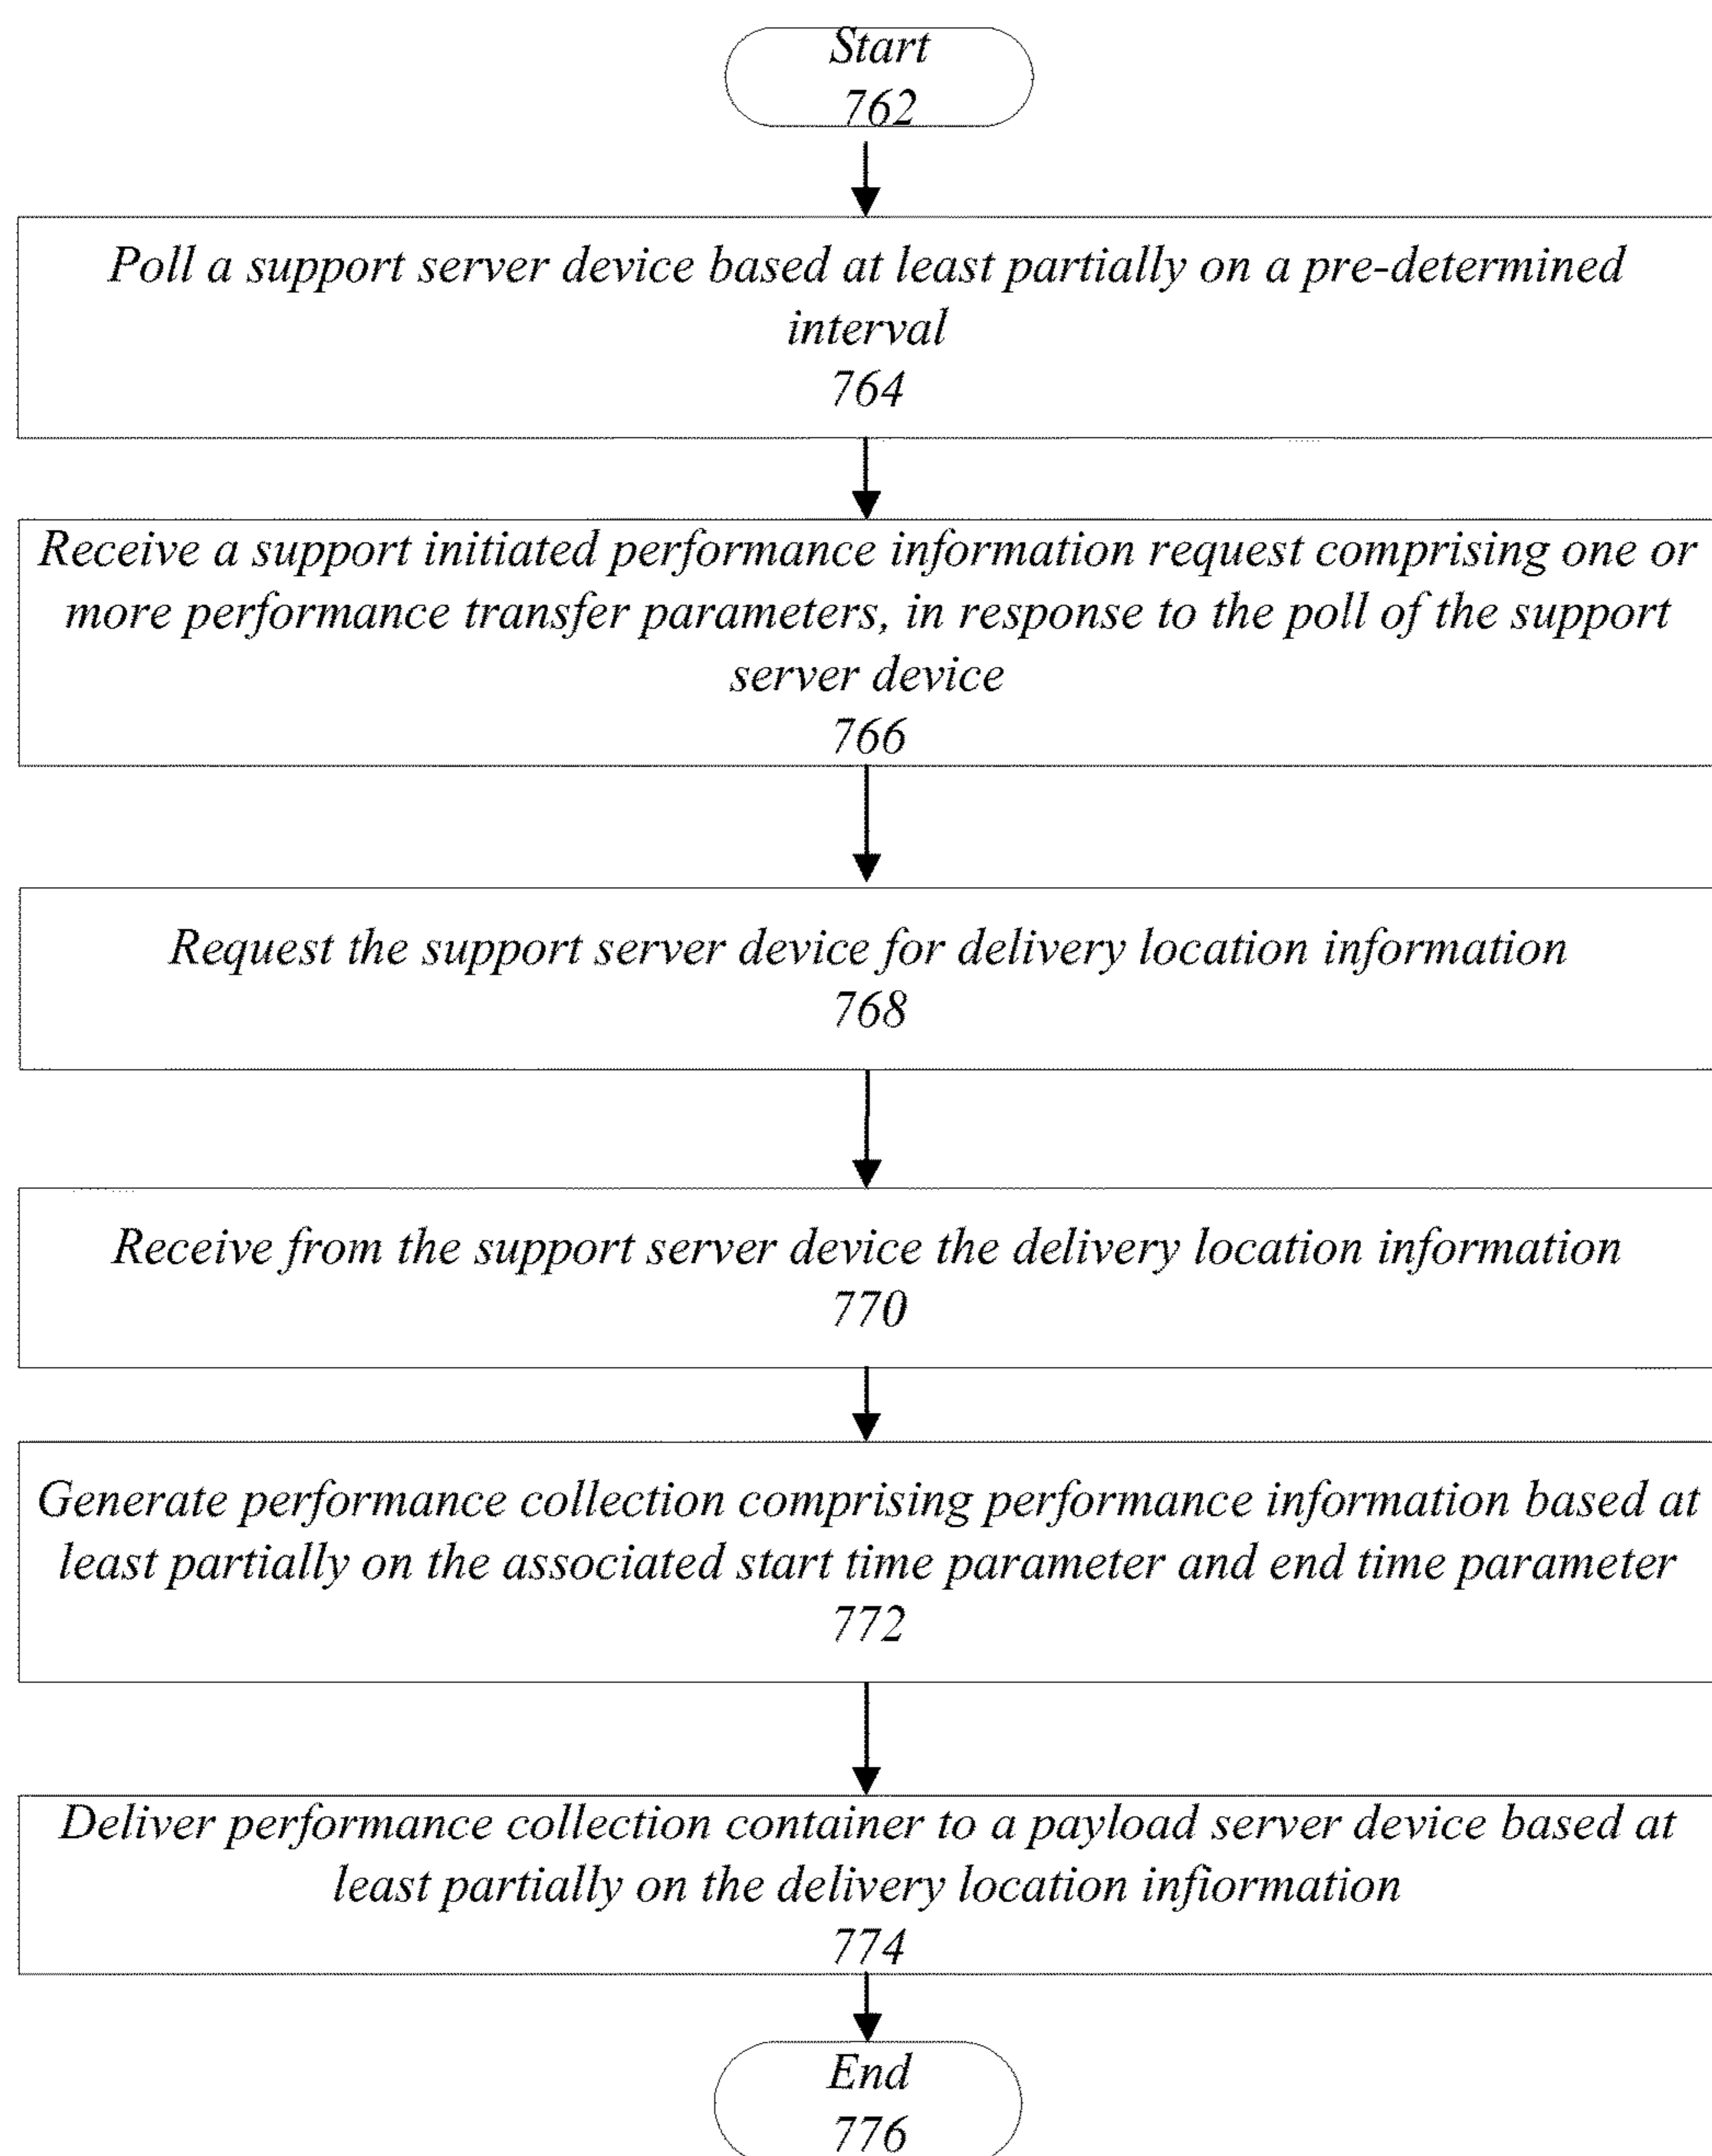 Start
762
Poll a support server device based at least partially on a pre-determined
interval
764
Receive a support initiated performance information request comprising one or
more performance transfer parameters, in response to the poll of the support
server device
766
Request the support server device for delivery location information
768
Receive from the support server device the delivery location information
770
Generate performance collection comprising performance information based at
least partially on the associated start time parameter and end time parameter
772
Deliver performance collection container to a payload server device based at
least partially on the delivery location infiormation
774
End
776